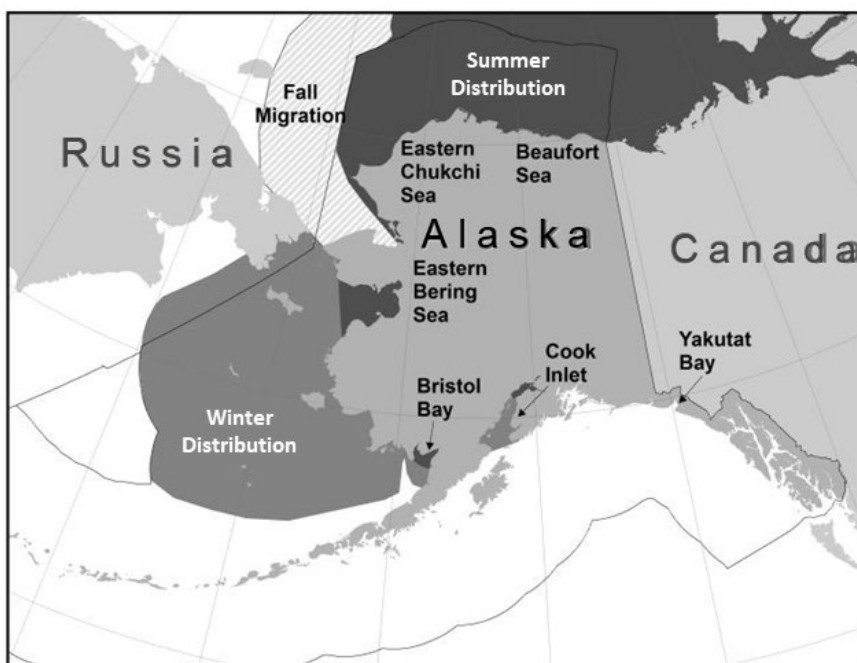 Summer
Distribution
Fall
Migration
Russia
Eastern
Chukchi
Sea
Beaufort
Sea
Alaska
Canada
Eastern
Bering
Sea
Yakutat
Bay
Cook
Inlet
Bristol
Bay
Winter
Distribution